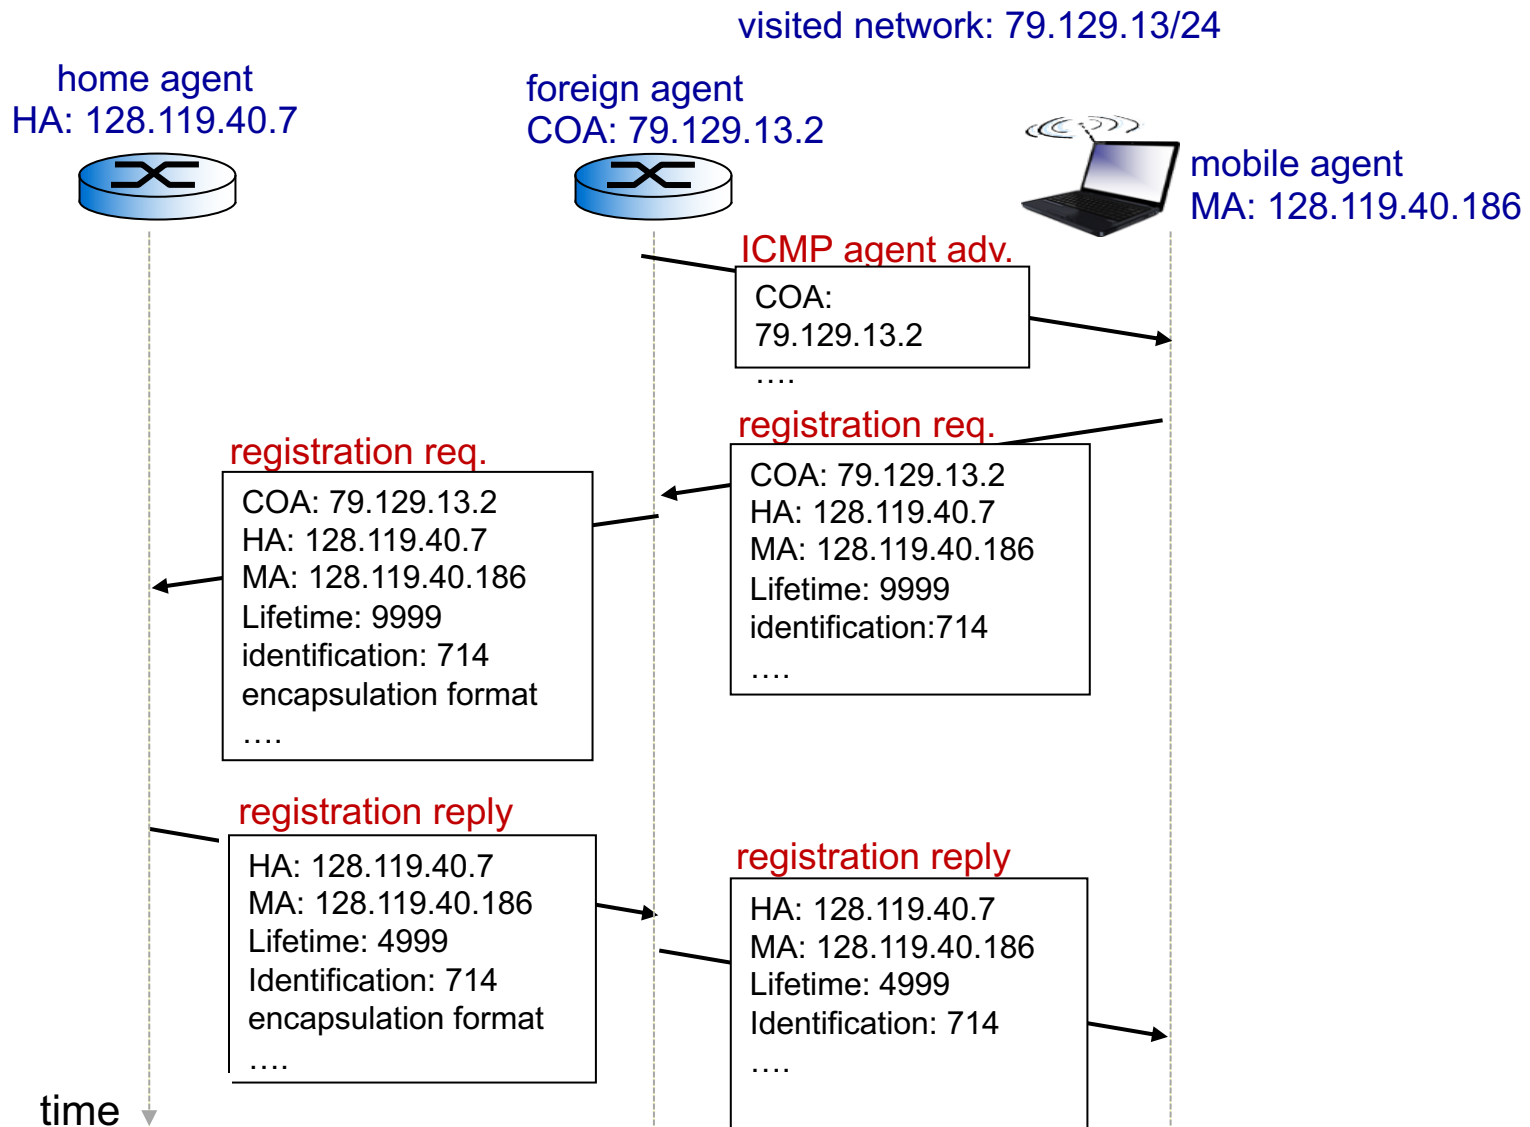 visited network: 79.129.13/24
home agent
HA: 128.119.40.7
foreign agent
COA: 79.129.13.2
mobile agent
MA: 128.119.40.186
ICMP agent adv.
COA:
79.129.13.2
….
registration req.
COA: 79.129.13.2
HA: 128.119.40.7
MA: 128.119.40.186
Lifetime: 9999
identification:714
….
registration req.
COA: 79.129.13.2
HA: 128.119.40.7
MA: 128.119.40.186
Lifetime: 9999
identification: 714
encapsulation format
….
registration reply
HA: 128.119.40.7
MA: 128.119.40.186
Lifetime: 4999
Identification: 714
encapsulation format
….
registration reply
HA: 128.119.40.7
MA: 128.119.40.186
Lifetime: 4999
Identification: 714
….
time